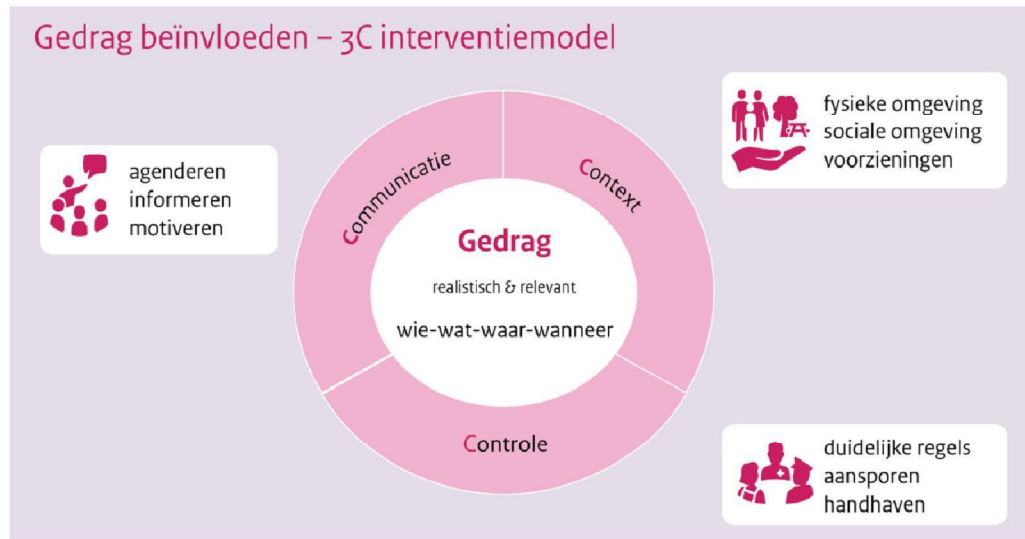 Gedrag beïnvloeden – 3C interventiemodel
agenderen
informeren
motiveren
Communicatie
Context
fysieke omgeving
sociale omgeving
voorzieningen
Gedrag
realistisch & relevant
wie-wat-waar-wanneer
Controle
duidelijke regels
aansporen
handhaven